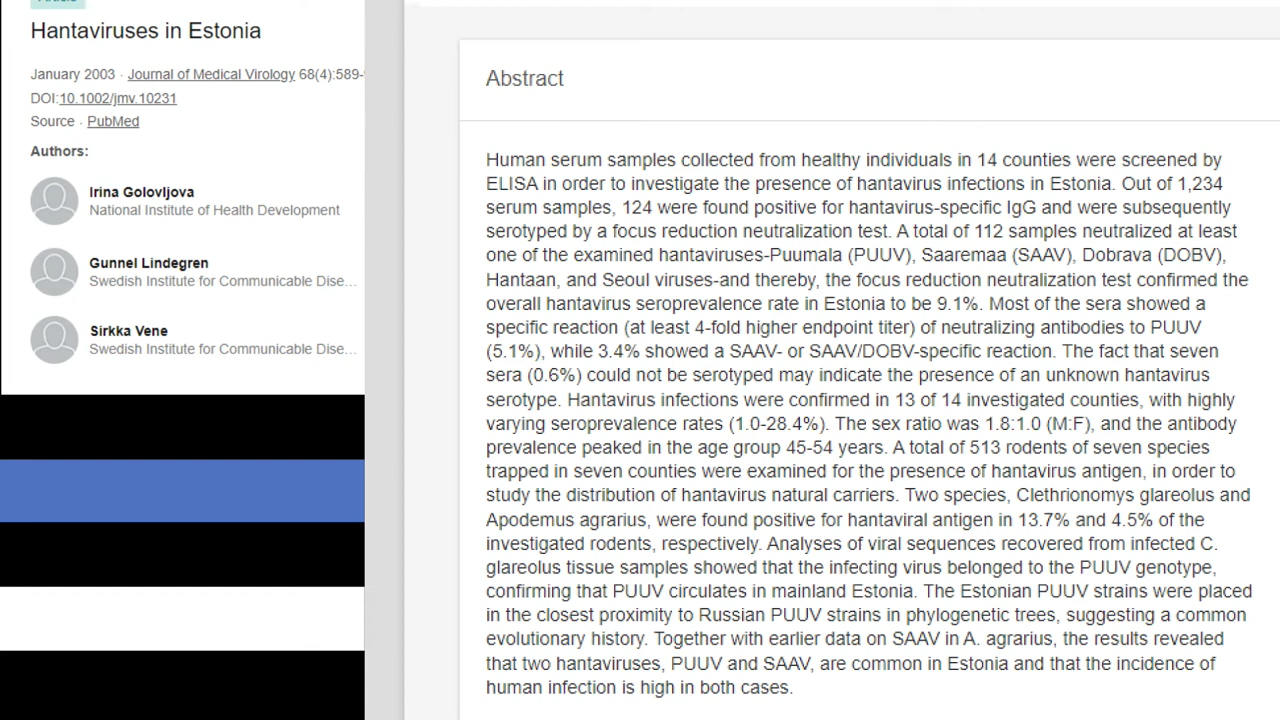 Hantaviruses in Estonia
January 2003 · Journal of Medical Virology 68(4):589-
DOI:10.1002/jmv.10231
Source · PubMed
Authors:
Irina Golovljova
National Institute of Health Development
Gunnel Lindegren
Swedish Institute for Communicable Dise...
Sirkka Vene
Swedish Institute for Communicable Dise...
Abstract
Human serum samples collected from healthy individuals in 14 counties were screened by
ELISA in order to investigate the presence of hantavirus infections in Estonia. Out of 1,234
serum samples, 124 were found positive for hantavirus-specific IgG and were subsequently
serotyped by a focus reduction neutralization test. A total of 112 samples neutralized at least
one of the examined hantaviruses-Puumala (PUUV), Saaremaa (SAAV), Dobrava (DOBV),
Hantaan, and Seoul viruses-and thereby, the focus reduction neutralization test confirmed the
overall hantavirus seroprevalence rate in Estonia to be 9.1%. Most of the sera showed a
specific reaction (at least 4-fold higher endpoint titer) of neutralizing antibodies to PUUV
(5.1%), while 3.4% showed a SAAV- or SAAV/DOBV-specific reaction. The fact that seven
sera (0.6%) could not be serotyped may indicate the presence of an unknown hantavirus
serotype. Hantavirus infections were confirmed in 13 of 14 investigated counties, with highly
varying seroprevalence rates (1.0-28.4%). The sex ratio was 1.8:1.0 (M:F), and the antibody
prevalence peaked in the age group 45-54 years. A total of 513 rodents of seven species
trapped in seven counties were examined for the presence of hantavirus antigen, in order to
study the distribution of hantavirus natural carriers. Two species, Clethrionomys glareolus and
Apodemus agrarius, were found positive for hantaviral antigen in 13.7% and 4.5% of the
investigated rodents, respectively. Analyses of viral sequences recovered from infected C.
glareolus tissue samples showed that the infecting virus belonged to the PUUV genotype,
confirming that PUUV circulates in mainland Estonia. The Estonian PUUV strains were placed
in the closest proximity to Russian PUUV strains in phylogenetic trees, suggesting a common
evolutionary history. Together with earlier data on SAAV in A. agrarius, the results revealed
that two hantaviruses, PUUV and SAAV, are common in Estonia and that the incidence of
human infection is high in both cases.